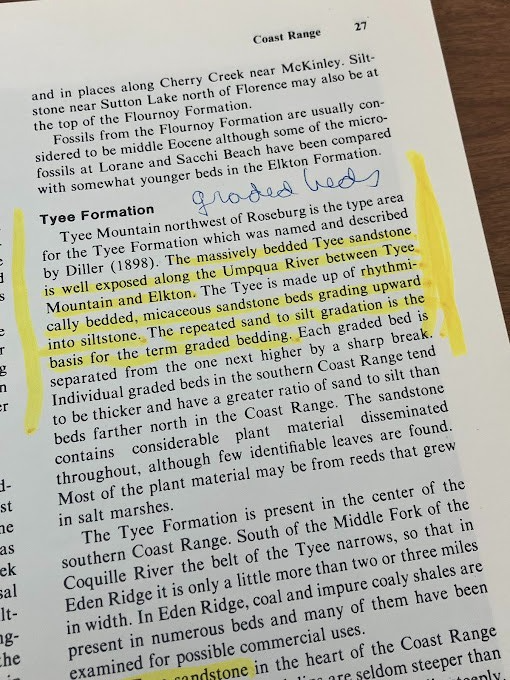 Coast Range 27
and in places along Cherry Creek near McKinley. Silt-
stone near Sutton Lake north of Florence may also be at
the top of the Flournoy Formation.
Fossils from the Flournoy Formation are usually con-
sidered to be middle Eocene although some of the micro-
fossils at Lorane and Sacchi Beach have been compared
with somewhat younger beds in the Elkton Formation.
graded beds
Tyee Formation
Tyee Mountain northwest of Roseburg is the type area
for the Tyee Formation which was named and described
by Diller (1898). The massively bedded Tyee sandstone
is well exposed along the Umpqua River between Tyee
Mountain and Elkton. The Tyee is made up of rhythmi-
cally bedded, micaceous sandstone beds grading upward
into siltstone. The repeated sand to silt gradation is the
basis for the term graded bedding. Each graded bed is
separated from the one next higher by a sharp break.
Individual graded beds in the southern Coast Range tend
to be thicker and have a greater ratio of sand to silt than
beds farther north in the Coast Range. The sandstone
contains considerable plant material disseminated
throughout, although few identifiable leaves are found.
Most of the plant material may be from reeds that grew
in salt marshes.
The Tyee Formation is present in the center of the
southern Coast Range. South of the Middle Fork of the
Coquille River the belt of the Tyee narrows, so that in
Eden Ridge it is only a little more than two or three miles
in width. In Eden Ridge, coal and impure coaly shales are
present in numerous beds and many of them have been
examined for possible commercial uses.
sandstone in the heart of the Coast Range
are seldom steeper than